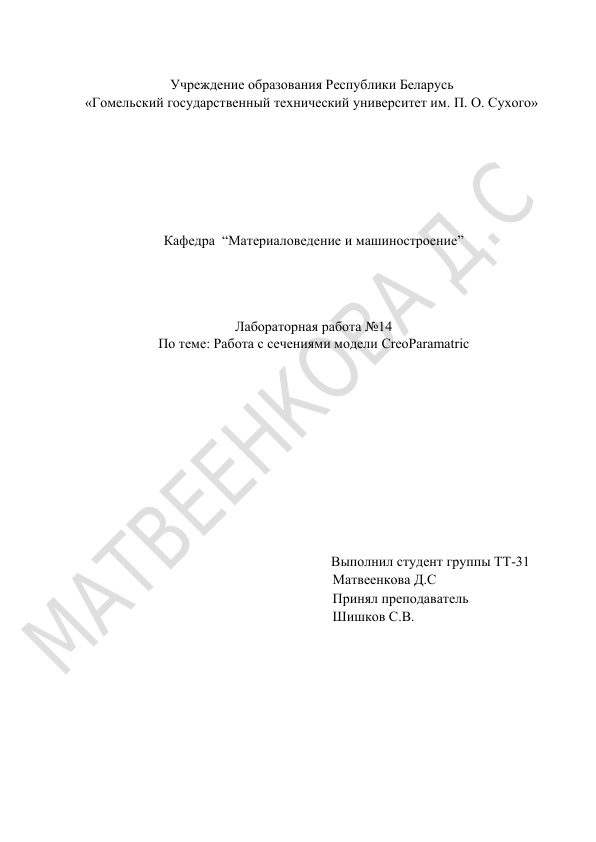 Учреждение образования Республики Беларусь
«Гомельский государственный технический университет им. П. О. Сухого»
Кафедра “Материаловедение и машиностроение”
Лабораторная работа №14
По теме: Работа с сечениями модели CreoParamatric
Выполнил студент группы ТТ-31
Матвеенкова Д.С
Принял преподаватель
Шишков С.В.
МАТВЕЕНКОВА Д.С